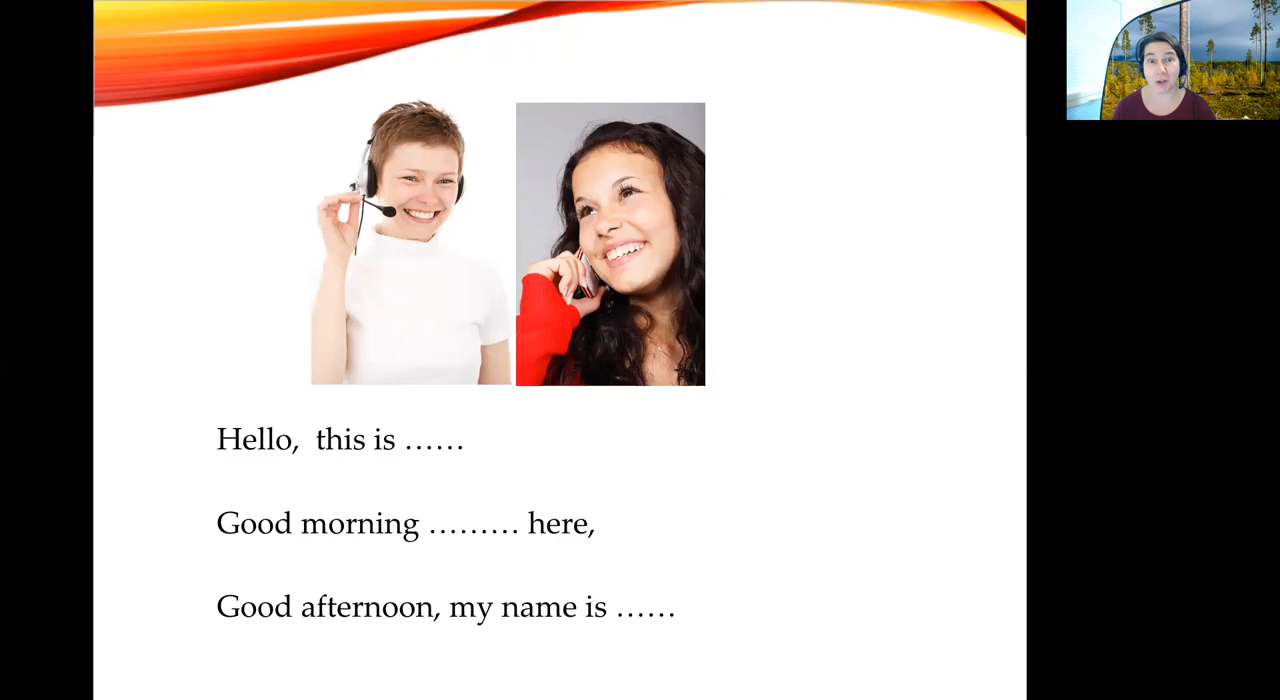 Hello,  this is ……
Good morning ……… here,
Good afternoon, my name is ……